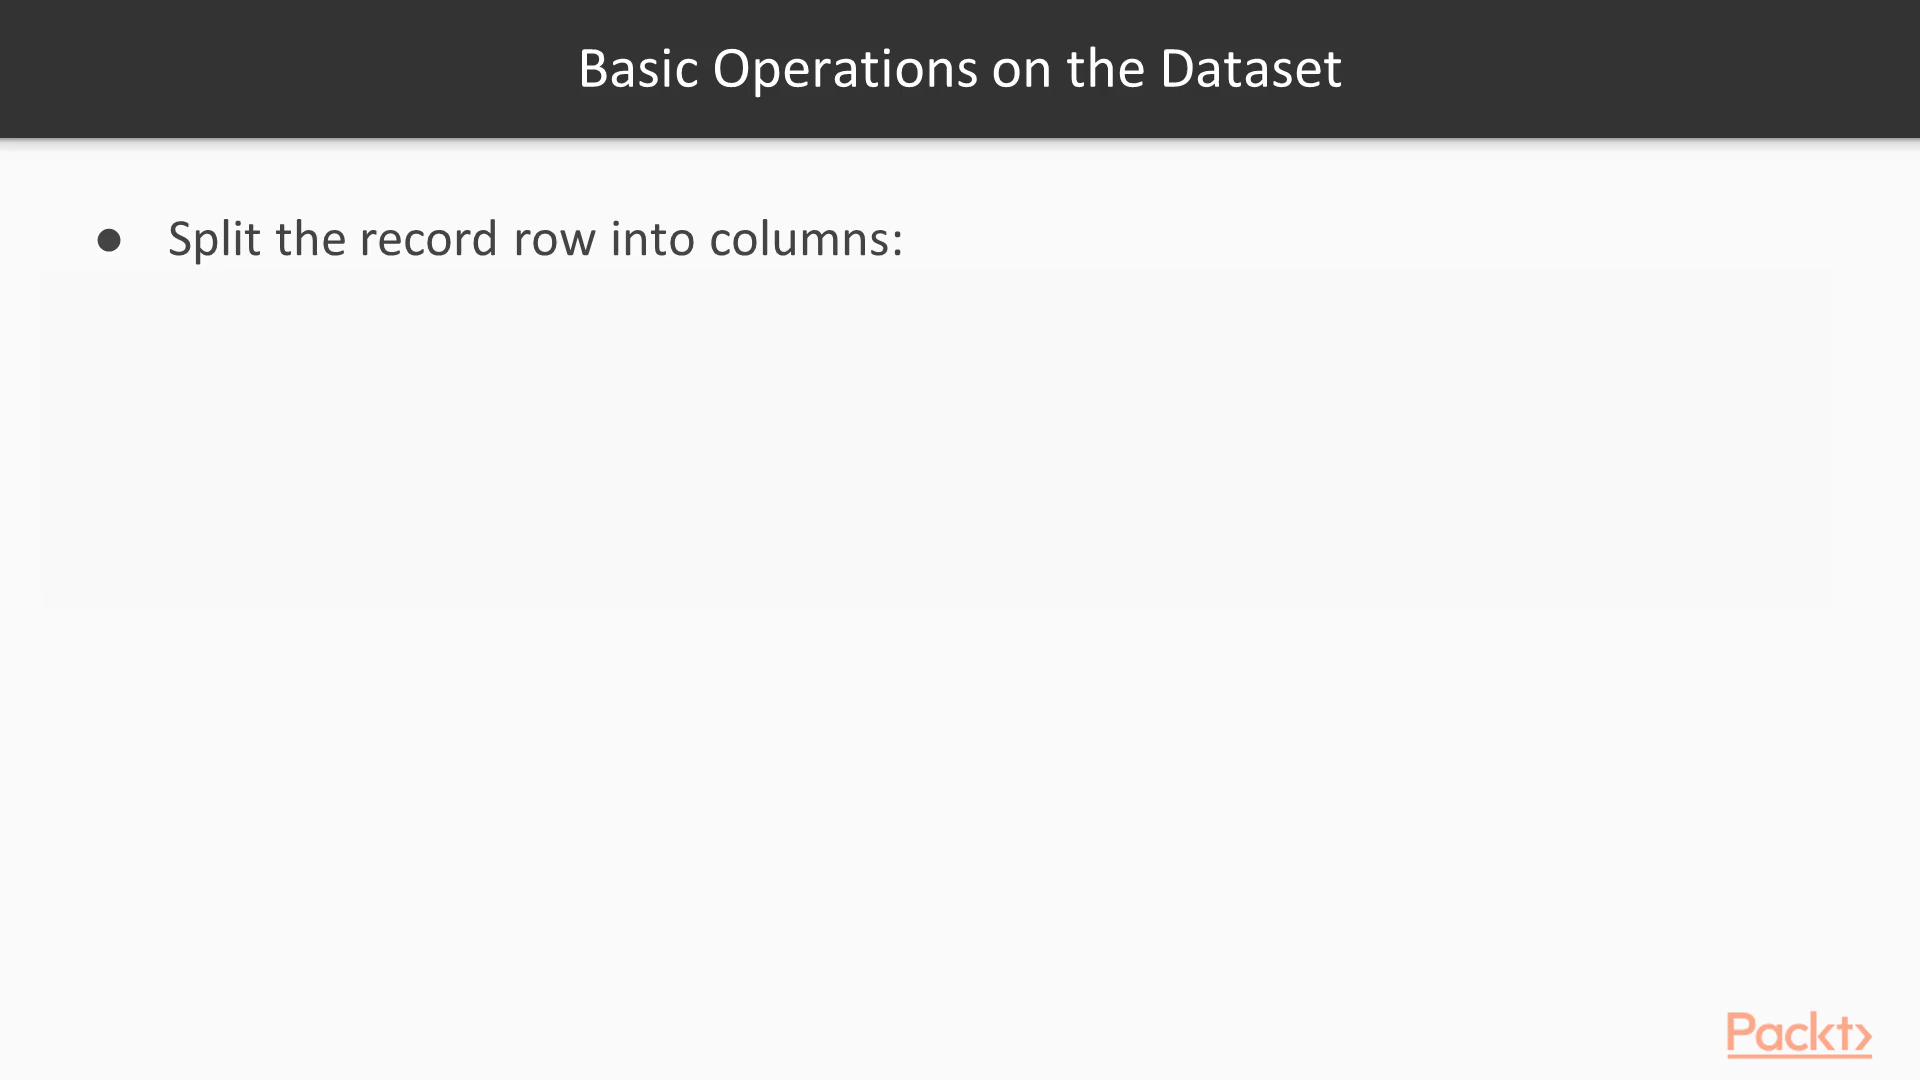 Basic Operations on the Dataset
● Split the record row into columns:
Packt>